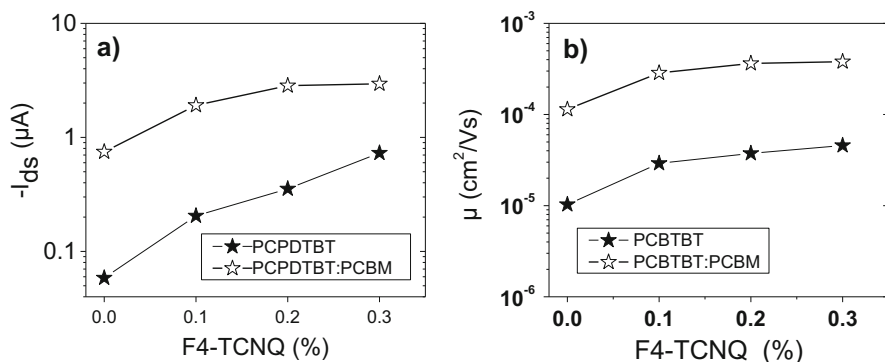 a)
10
1
0.1
-Ids (µA)
0.0 0.1 0.2 0.3
F4-TCNQ (%)
PCPDTBT
PCPDTBT:PCBM
b)
10-3
10-4
10-5
10-6
µ (cm2/Vs)
0.0 0.1 0.2 0.3
F4-TCNQ (%)
PCBTBT
PCBTBT:PCBM